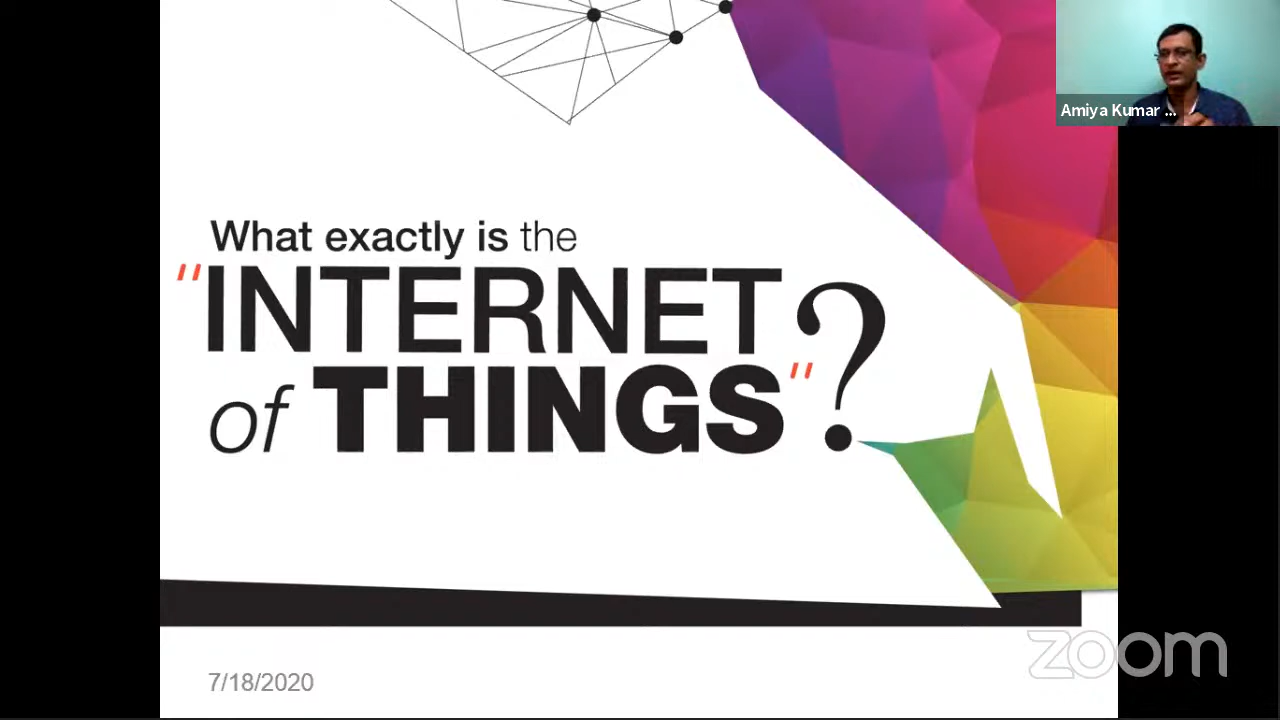 Amiya Kumar ...
What exactly is the
"INTERNET
of THINGS"?
7/18/2020
zoom